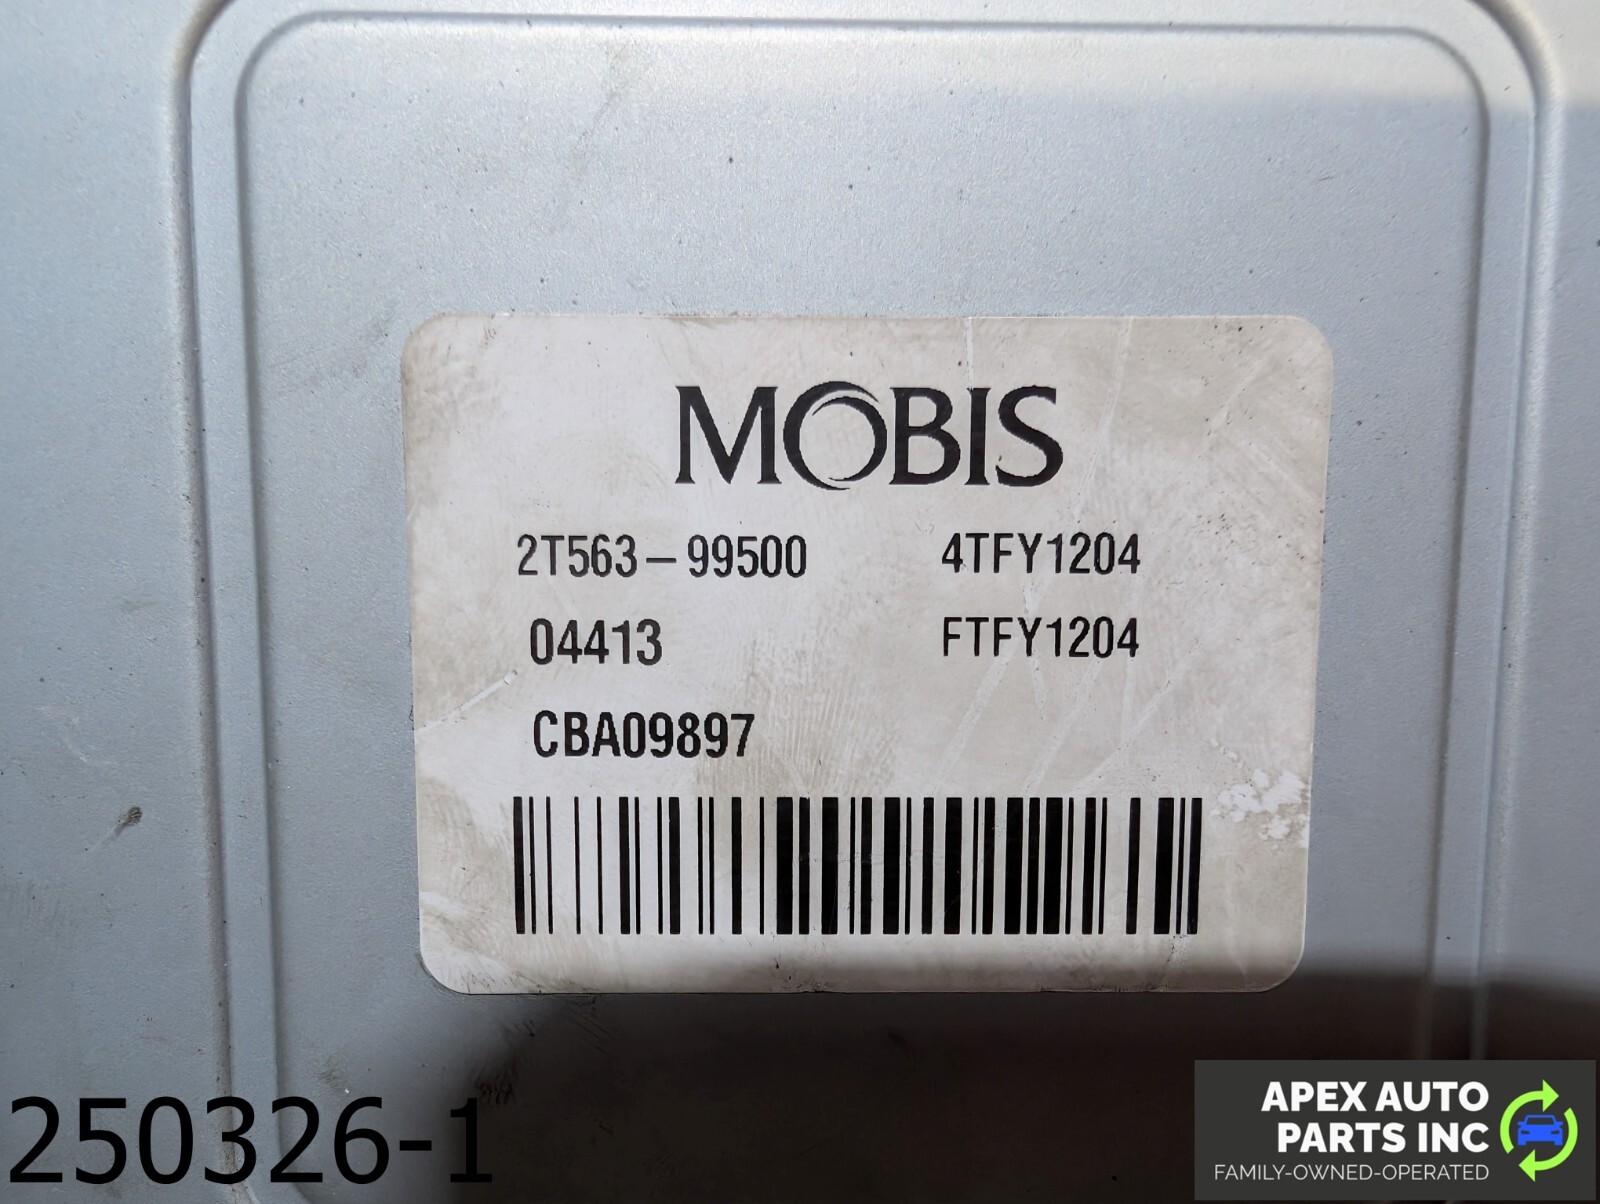 MOBIS
2T563-99500 4TFY1204
04413 FTFY1204
CBA09897
250326-1
APEX AUTO
PARTS INC
FAMILY-OWNED-OPERATED